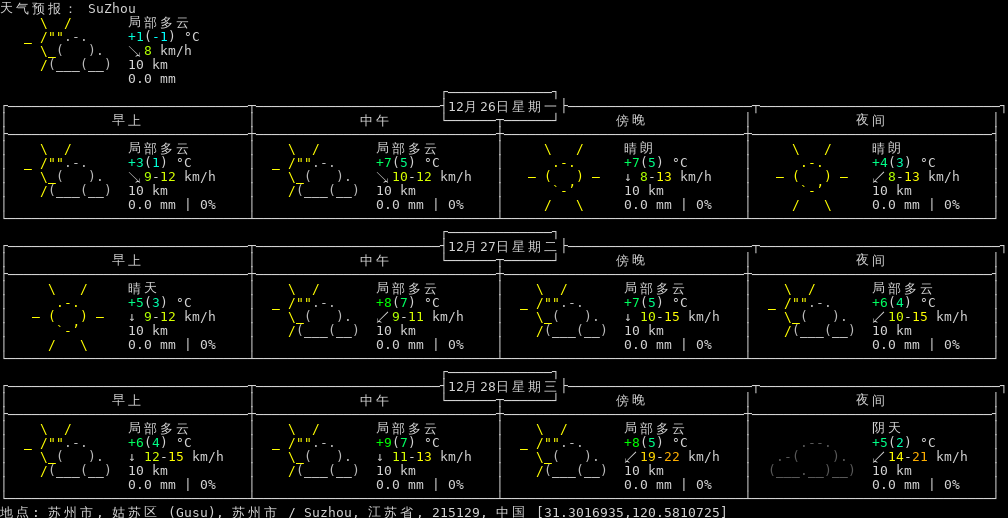 天气预报： SuZhou
局部多云
+1(-1) °C
↘ 8 km/h
10 km
0.0 mm
12月26日星期一
早上 中午 傍晚 夜间
局部多云 局部多云 晴朗 晴朗
+3(1) °C +7(5) °C +7(5) °C +4(3) °C
↘ 9-12 km/h ↘ 10-12 km/h ↓ 8-13 km/h ↙ 8-13 km/h
10 km 10 km 10 km 10 km
0.0 mm | 0% 0.0 mm | 0% 0.0 mm | 0% 0.0 mm | 0%
12月27日星期二
早上 中午 傍晚 夜间
晴天 局部多云 局部多云 局部多云
+5(3) °C +8(7) °C +7(5) °C +6(4) °C
↓ 9-12 km/h ↙ 9-11 km/h ↓ 10-15 km/h ↙ 10-15 km/h
10 km 10 km 10 km 10 km
0.0 mm | 0% 0.0 mm | 0% 0.0 mm | 0% 0.0 mm | 0%
12月28日星期三
早上 中午 傍晚 夜间
局部多云 局部多云 局部多云 阴天
+6(4) °C +9(7) °C +8(5) °C +5(2) °C
↓ 12-15 km/h ↓ 11-13 km/h ↙ 19-22 km/h ↙ 14-21 km/h
10 km 10 km 10 km 10 km
0.0 mm | 0% 0.0 mm | 0% 0.0 mm | 0% 0.0 mm | 0%
地点: 苏州市, 姑苏区 (Gusu), 苏州市 / Suzhou, 江苏省, 215129, 中国 [31.3016935,120.5810725]